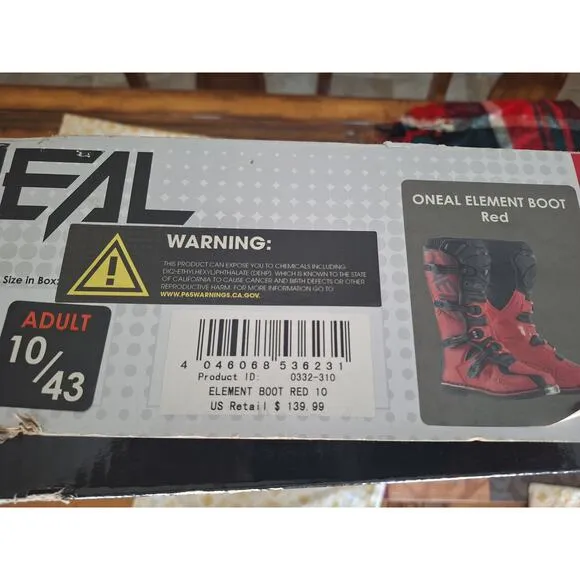 NEAL
ONEAL ELEMENT BOOT
Red
WARNING:
THIS PRODUCT CAN EXPOSE YOU TO CHEMICALS INCLUDING
DI(2-ETHYLHEXYL)PHTHALATE (DEHP), WHICH IS KNOWN TO THE STATE
OF CALIFORNIA TO CAUSE CANCER AND BIRTH DEFECTS OR OTHER
REPRODUCTIVE HARM. FOR MORE INFORMATION GO TO
WWW.P65WARNINGS.CA.GOV.
Size in Box:
ADULT
10/43
4 046068 536231
Product ID: 0332-310
ELEMENT BOOT RED 10
US Retail $ 139.99